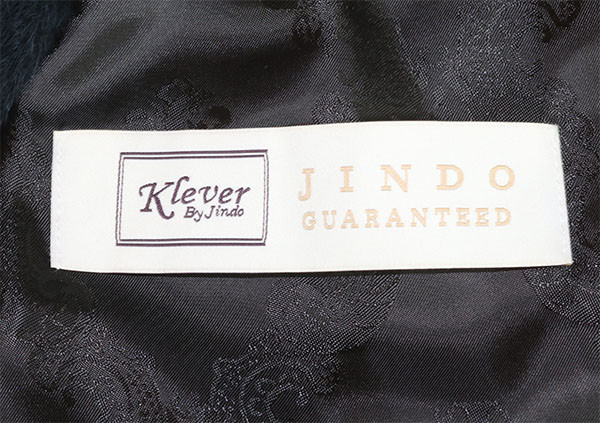 Klever
By Jindo
JINDO
GUARANTEED